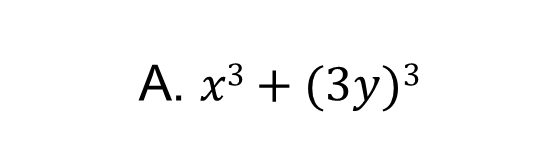 A. x³ + (3y)³